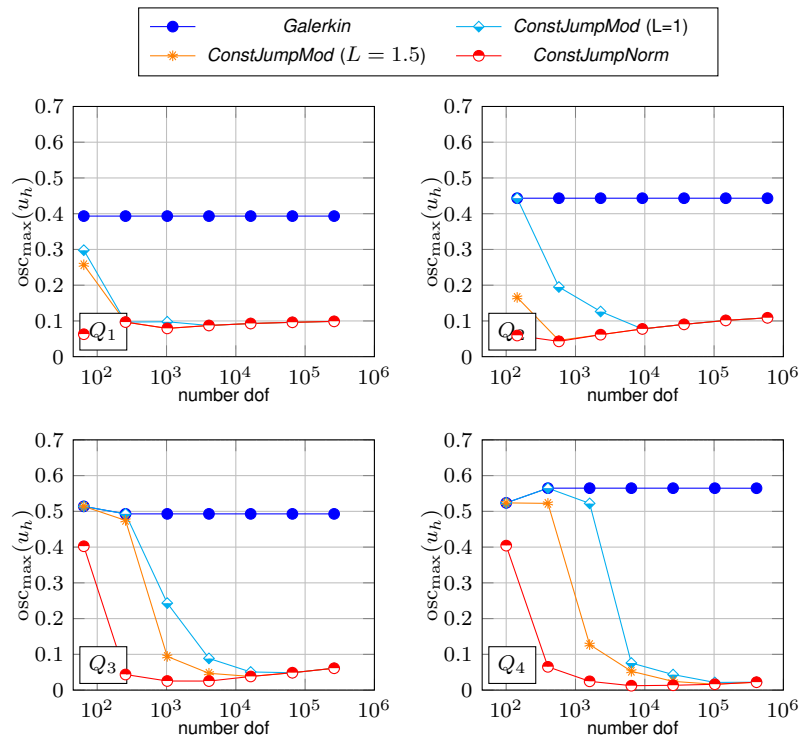 Galerkin
ConstJumpMod (L=1)
ConstJumpMod (L = 1.5)
ConstJumpNorm
0.7
0.6
0.5
0.4
0.3
0.2
0.1
0
osc_max(u_h)
Q_1
10^2 10^3 10^4 10^5 10^6
number dof
0.7
0.6
0.5
0.4
0.3
0.2
0.1
0
osc_max(u_h)
Q_2
10^2 10^3 10^4 10^5 10^6
number dof
0.7
0.6
0.5
0.4
0.3
0.2
0.1
0
osc_max(u_h)
Q_3
10^2 10^3 10^4 10^5 10^6
number dof
0.7
0.6
0.5
0.4
0.3
0.2
0.1
0
osc_max(u_h)
Q_4
10^2 10^3 10^4 10^5 10^6
number dof